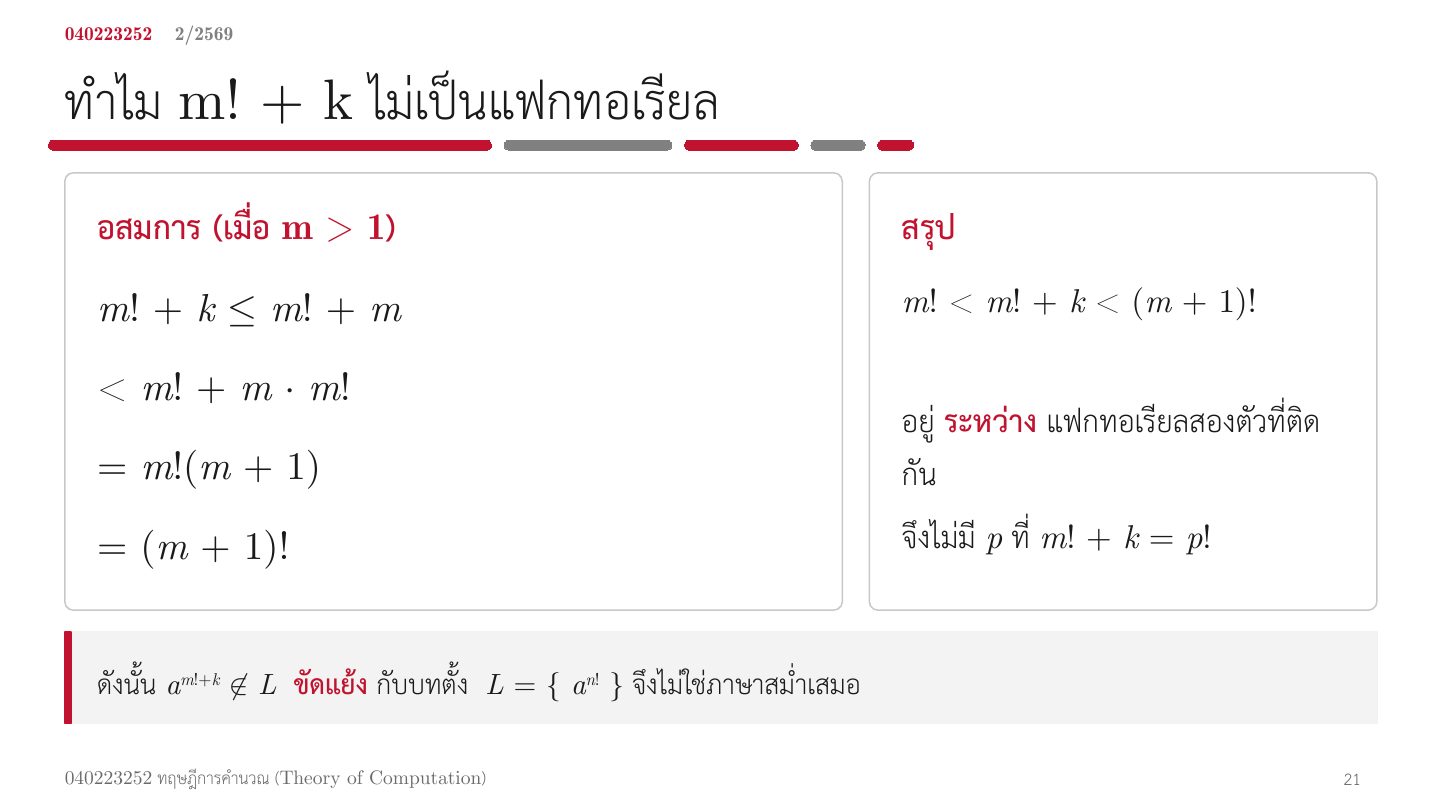 040223252 2/2569
ทำไม m! + k ไม่เป็นแฟกทอเรียล
อสมการ (เมื่อ m > 1)
m! + k ≤ m! + m
< m! + m · m!
= m!(m + 1)
= (m + 1)!
สรุป
m! < m! + k < (m + 1)!
อยู่ ระหว่าง แฟกทอเรียลสองตัวที่ติด
กัน
จึงไม่มี p ที่ m! + k = p!
ดังนั้น a^{m!+k} ∉ L ขัดแย้ง กับบทตั้ง L = { a^{n!} } จึงไม่ใช่ภาษาสม่ำเสมอ
040223252 ทฤษฎีการคำนวณ (Theory of Computation)
21